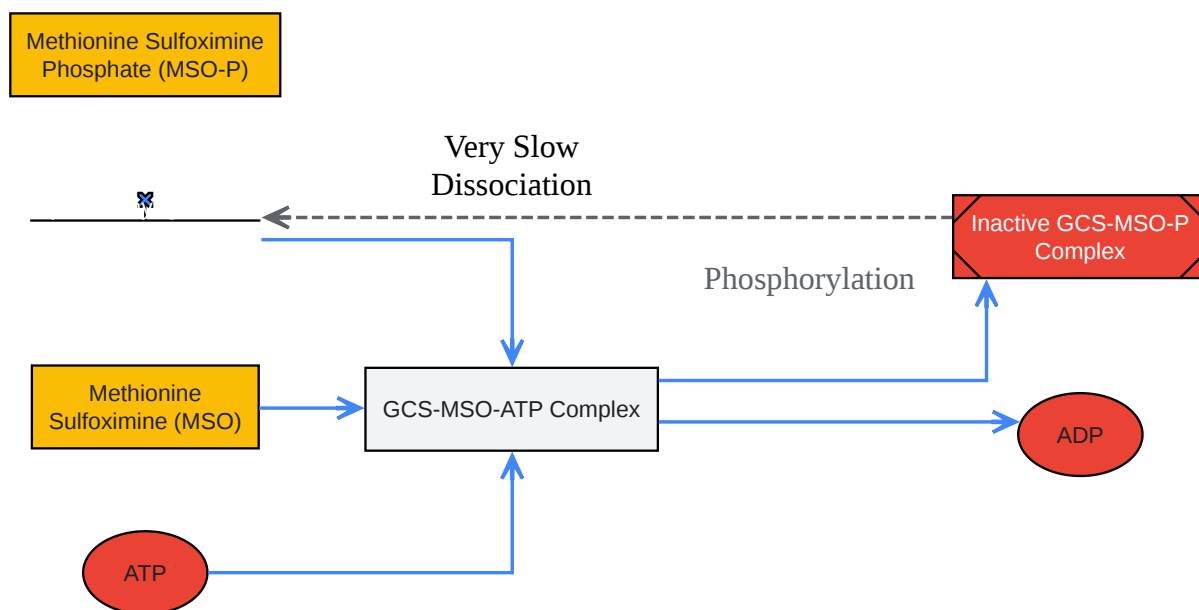 Methionine Sulfoximine
Phosphate (MSO-P)
Very Slow
Dissociation
Inactive GCS-MSO-P
Complex
Phosphorylation
Methionine
Sulfoximine (MSO)
GCS-MSO-ATP Complex
ADP
ATP